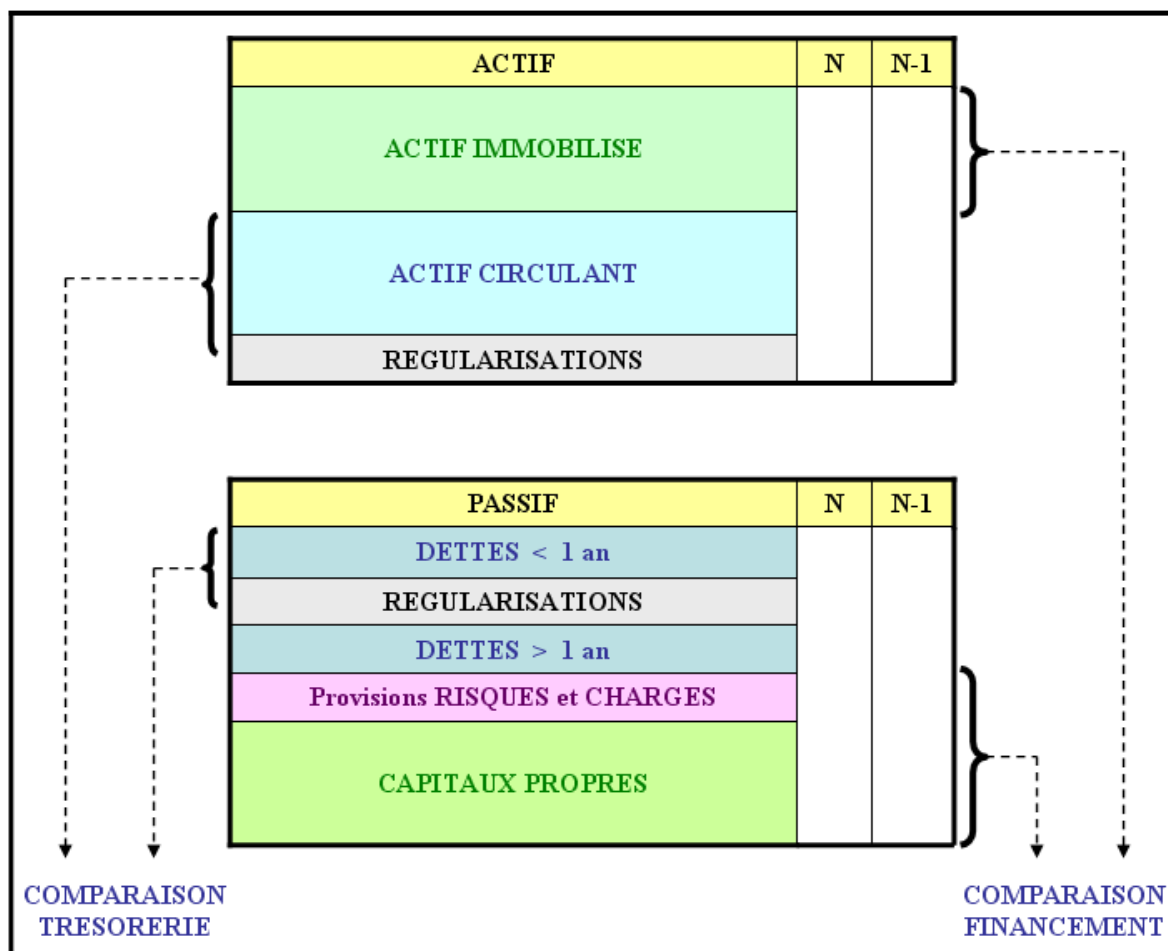 ACTIF N N-1
ACTIF IMMOBILISE
ACTIF CIRCULANT
REGULARISATIONS
PASSIF N N-1
DETTES < 1 an
REGULARISATIONS
DETTES > 1 an
Provisions RISQUES et CHARGES
CAPITAUX PROPRES
COMPARAISON
TRESORERIE
COMPARAISON
FINANCEMENT